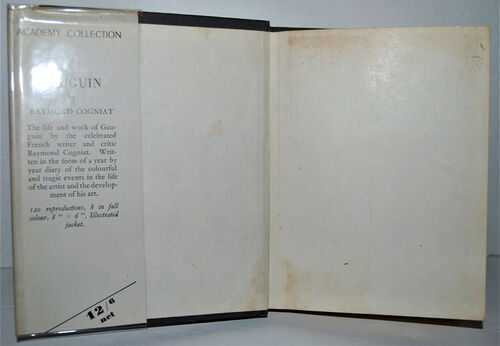 ACADEMY COLLECTION
GAUGUIN
RAYMOND COGNIAT
The life and work of Gau-
guin by the celebrated
French writer and critic
Raymond Cogniat. Writ-
ten in the form of a year by
year diary of the colourful
and tragic events in the life
of the artist and the develop-
ment of his art.
120 reproductions, 8 in full
colour, 8" × 6". Illustrated
jacket.
12/6
net